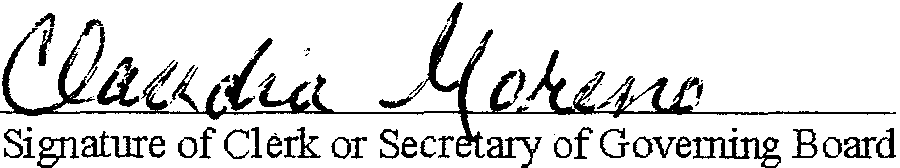 Claudia Moreno
Signature of Clerk or Secretary of Governing Board